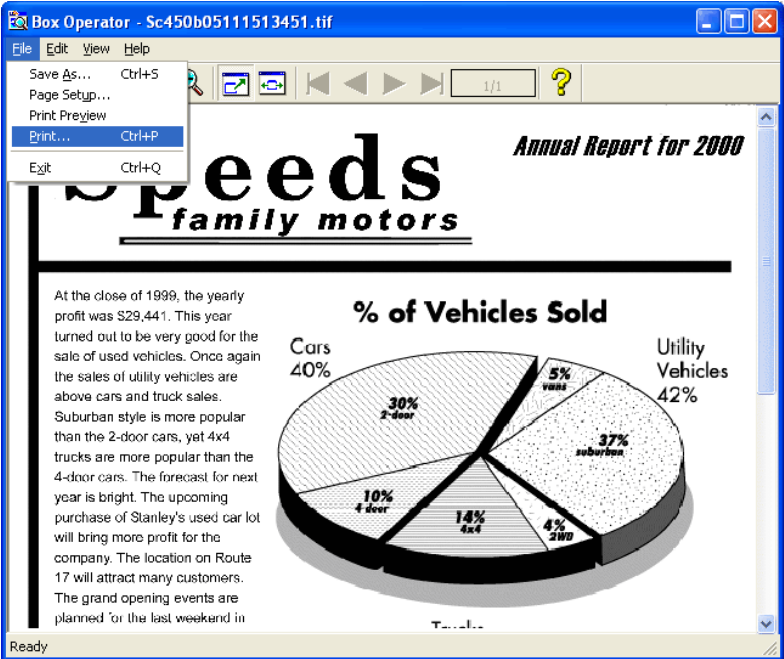 Box Operator - Sc450b05111513451.tif
File Edit View Help
Save As... Ctrl+S
Page Setup...
Print Preview
Print... Ctrl+P
Exit Ctrl+Q
1/1
Annual Report for 2000
Speeds
family motors
At the close of 1999, the yearly
profit was $29,441. This year
turned out to be very good for the
sale of used vehicles. Once again
the sales of utility vehicles are
above cars and truck sales.
Suburban style is more popular
than the 2-door cars, yet 4x4
trucks are more popular than the
4-door cars. The forecast for next
year is bright. The upcoming
purchase of Stanley's used car lot
will bring more profit for the
company. The location on Route
17 will attract many customers.
The grand opening events are
planned for the last weekend in
% of Vehicles Sold
Cars
40%
Utility
Vehicles
42%
5%
vans
30%
2-door
37%
suburban
10%
4 door
14%
4x4
4%
2WD
Trucks
Ready